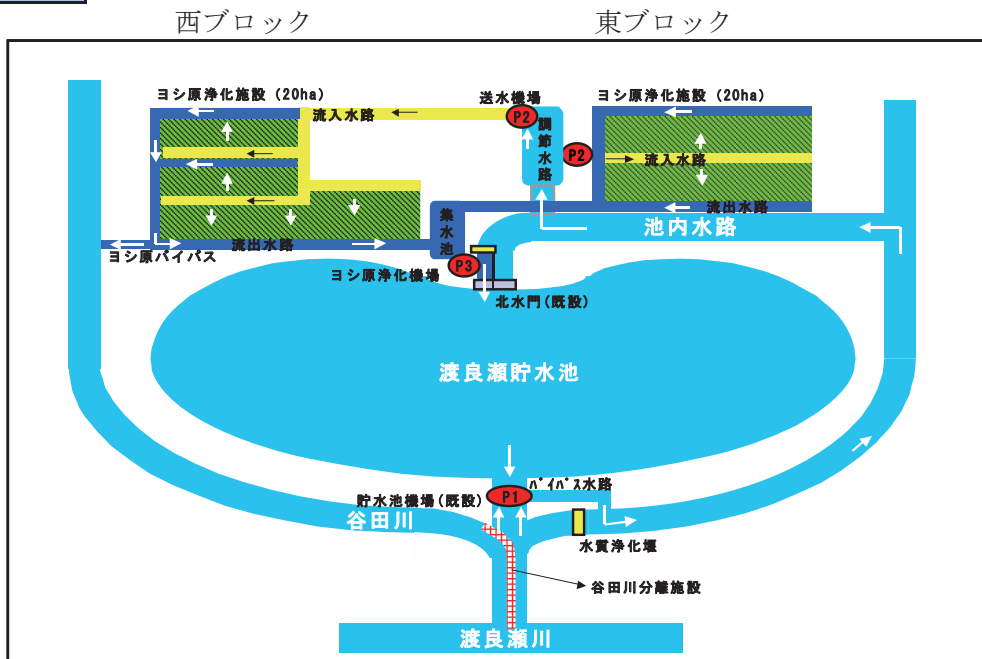 西ブロック
東ブロック
ヨシ原浄化施設(20ha)
流入水路
送水機場
P2
調節水路
P2
ヨシ原浄化施設(20ha)
流入水路
流出水路
池内水路
集水池
流出水路
ヨシ原バイパス
ヨシ原浄化機場
P3
北水門(既設)
渡良瀬貯水池
P1
バイパス水路
貯水池機場(既設)
谷田川
水質浄化堰
谷田川分離施設
渡良瀬川